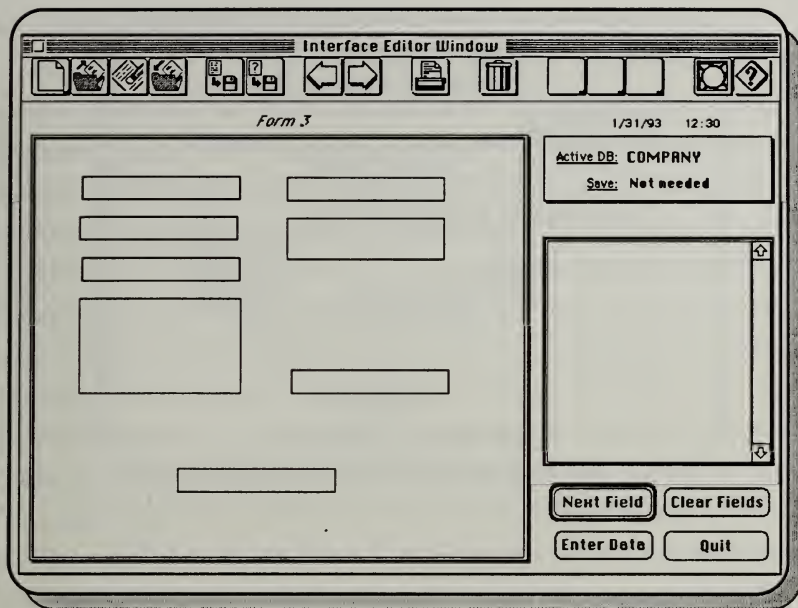 Interface Editor Window
?
?
Form 3
1/31/93 12:30
Active DB: COMPANY
Save: Not needed
Next Field
Clear Fields
Enter Data
Quit